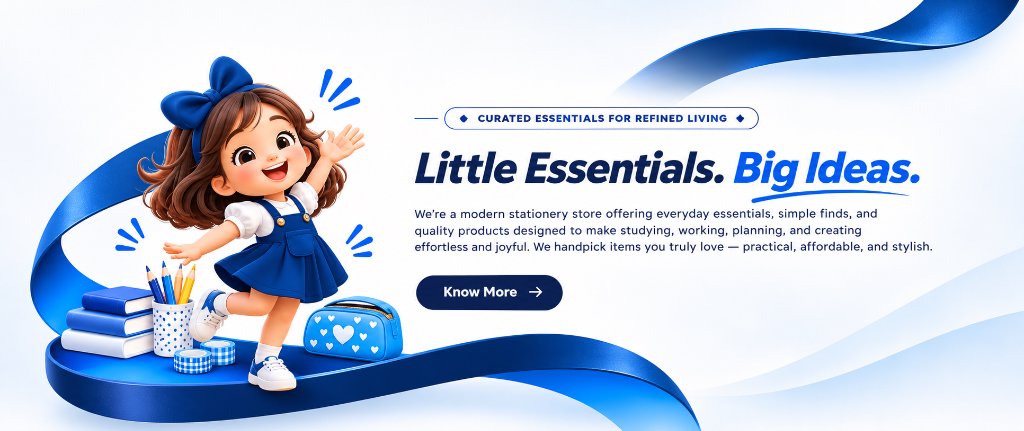 CURATED ESSENTIALS FOR REFINED LIVING
Little Essentials. Big Ideas.
We're a modern stationery store offering everyday essentials, simple finds, and
quality products designed to make studying, working, planning, and creating
effortless and joyful. We handpick items you truly love — practical, affordable, and stylish.
Know More →